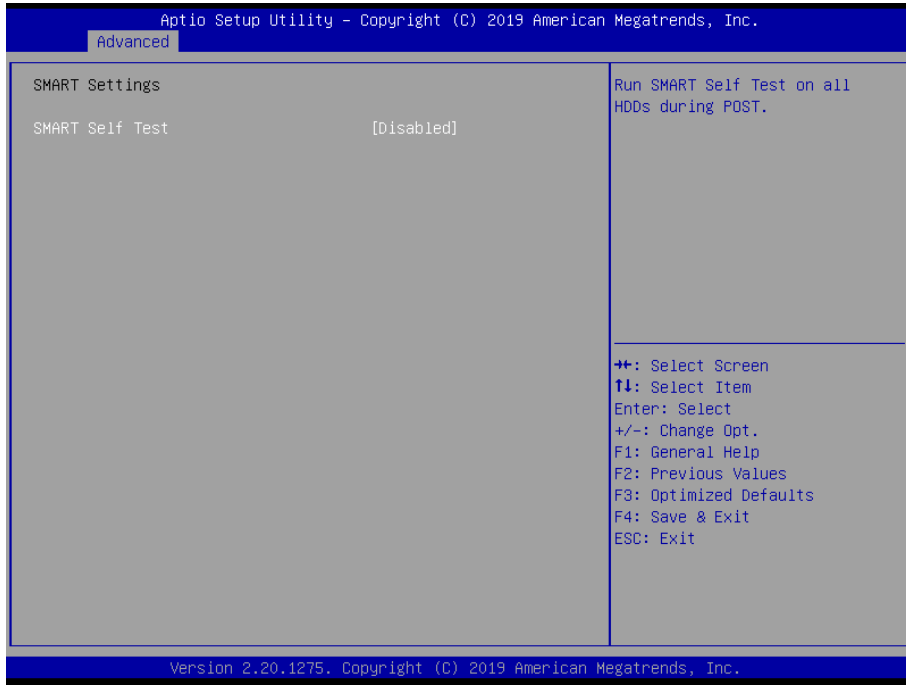 Aptio Setup Utility – Copyright (C) 2019 American Megatrends, Inc.
Advanced
SMART Settings
SMART Self Test [Disabled]
Run SMART Self Test on all
HDDs during POST.
→←: Select Screen
↑↓: Select Item
Enter: Select
+/-: Change Opt.
F1: General Help
F2: Previous Values
F3: Optimized Defaults
F4: Save & Exit
ESC: Exit
Version 2.20.1275. Copyright (C) 2019 American Megatrends, Inc.